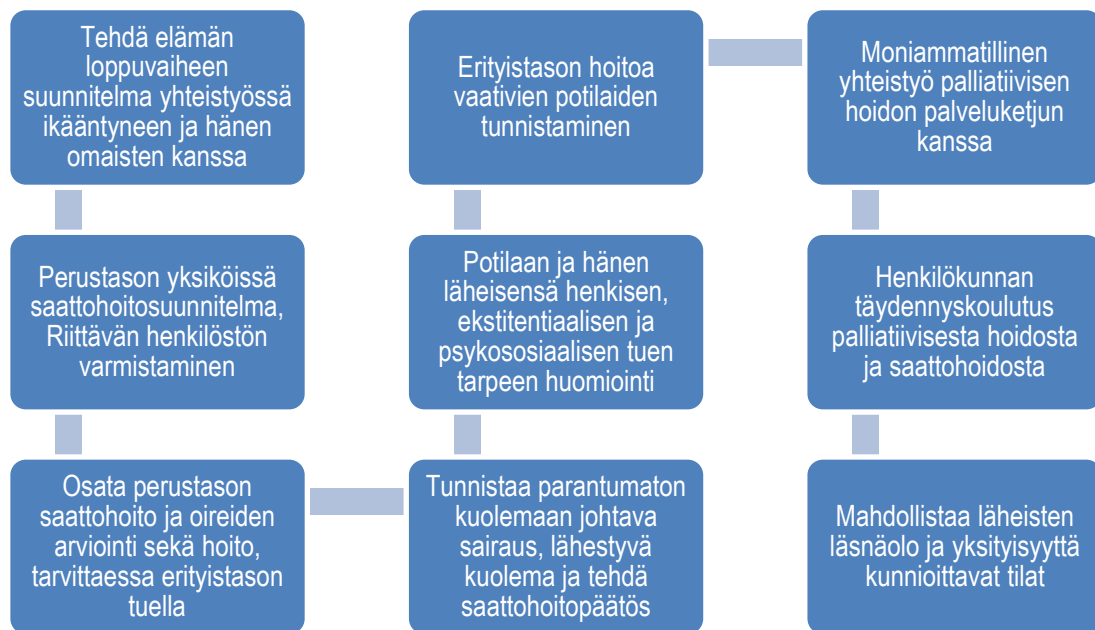 Tehdä elämän
loppuvaiheen
suunnitelma yhteistyössä
ikääntyneen ja hänen
omaisten kanssa
Perustason yksiköissä
saattohoitosuunnitelma,
Riittävän henkilöstön
varmistaminen
Osata perustason
saattohoito ja oireiden
arviointi sekä hoito,
tarvittaessa erityistason
tuella
Tunnistaa parantumaton
kuolemaan johtava
sairaus, lähestyvä
kuolema ja tehdä
saattohoitopäätös
Potilaan ja hänen
läheisensä henkisen,
ekstitentiaalisen ja
psykososiaalisen tuen
tarpeen huomiointi
Erityistason hoitoa
vaativien potilaiden
tunnistaminen
Moniammatillinen
yhteistyö palliatiivisen
hoidon palveluketjun
kanssa
Henkilökunnan
täydennyskoulutus
palliatiivisesta hoidosta
ja saattohoidosta
Mahdollistaa läheisten
läsnäolo ja yksityisyyttä
kunnioittavat tilat